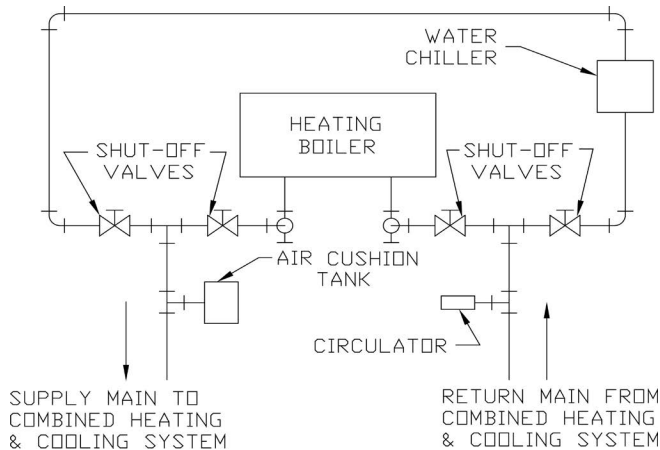 WATER
CHILLER
HEATING
BOILER
SHUT-OFF
VALVES
SHUT-OFF
VALVES
AIR CUSHION
TANK
CIRCULATOR
SUPPLY MAIN TO
COMBINED HEATING
& COOLING SYSTEM
RETURN MAIN FROM
COMBINED HEATING
& COOLING SYSTEM